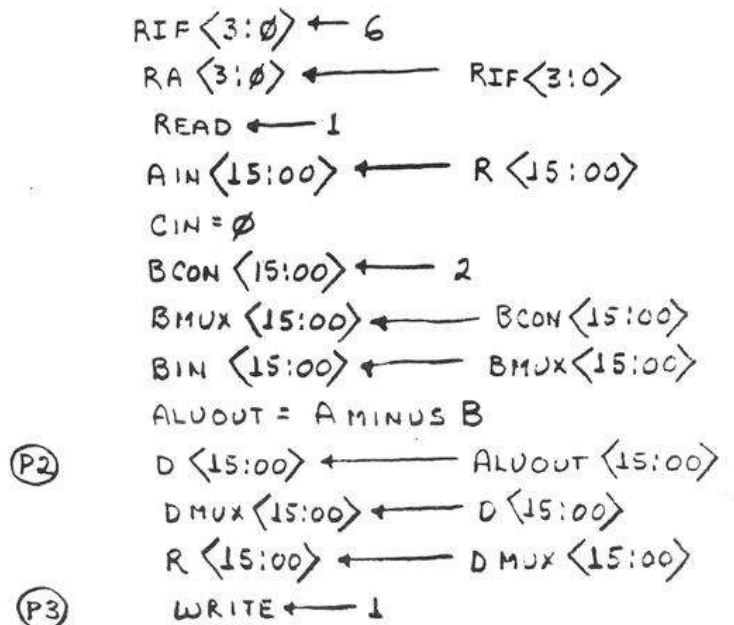 RIF<3:Ø> ← 6
RA <3:Ø> ← RIF<3:0>
READ ← 1
AIN<15:00> ← R <15:00>
CIN = Ø
BCON <15:00> ← 2
BMUX <15:00> ← BCON <15:00>
BIN <15:00> ← BMUX<15:00>
ALUOUT = A MINUS B
P2 D <15:00> ← ALUOUT <15:00>
DMUX <15:00> ← D <15:00>
R <15:00> ← DMUX <15:00>
P3 WRITE ← 1